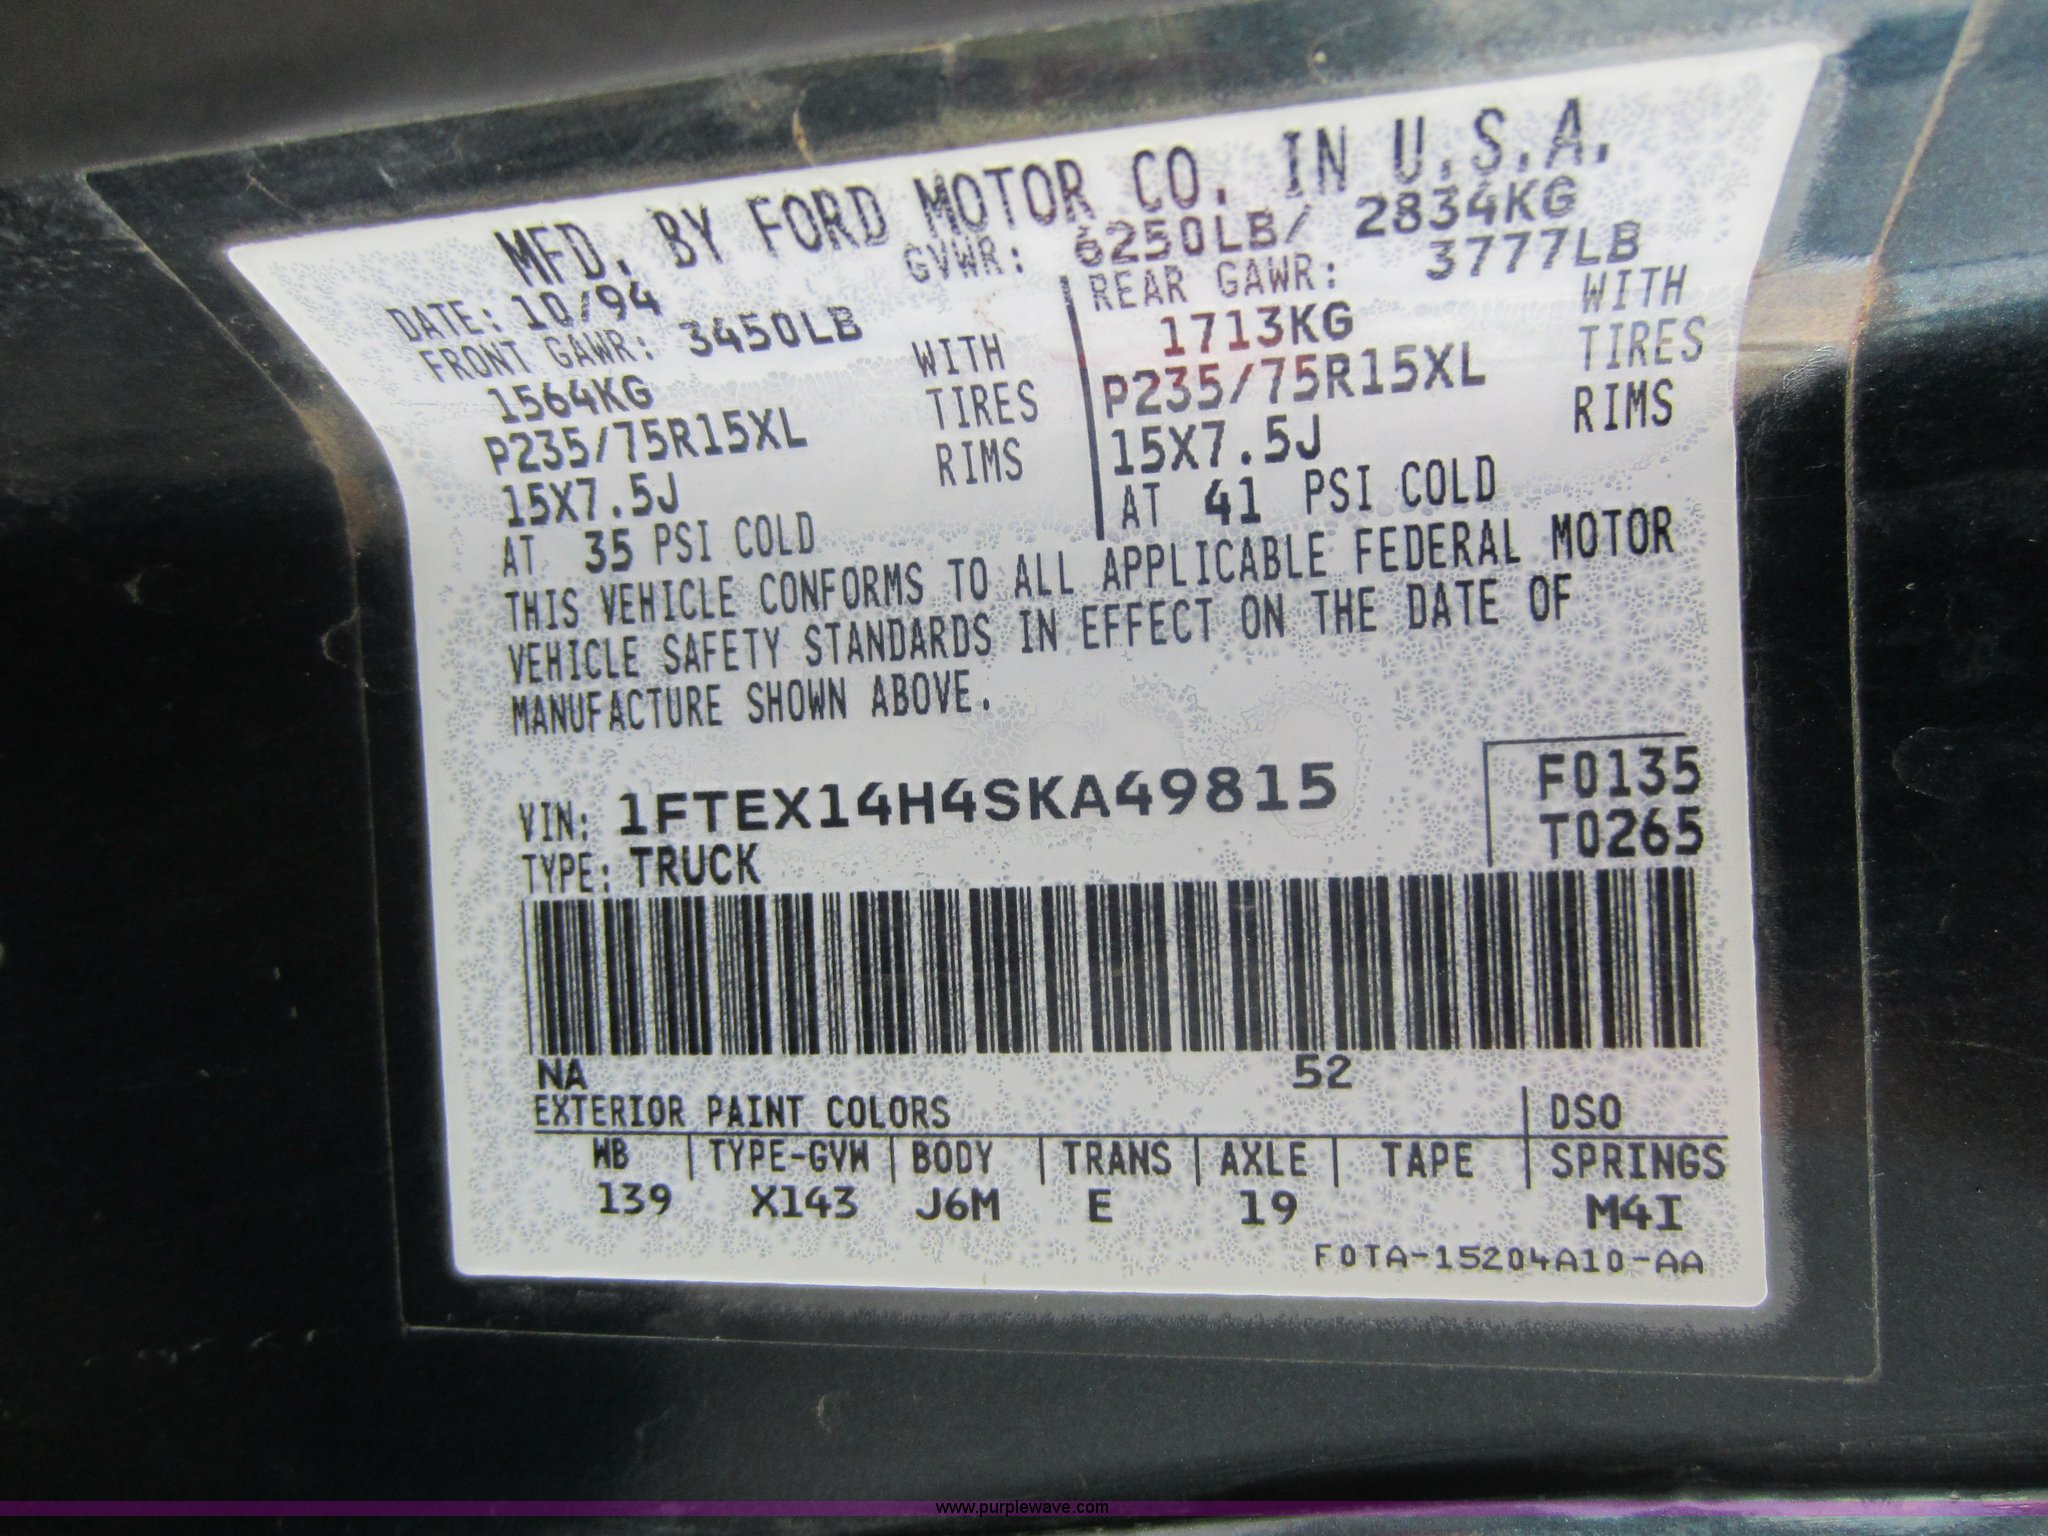 MFD. BY FORD MOTOR CO. IN U.S.A.
DATE: 10/94 GVWR: 6250LB/ 2834KG
FRONT GAWR: 3450LB REAR GAWR: 3777LB
1564KG WITH 1713KG WITH
P235/75R15XL TIRES P235/75R15XL TIRES
15X7.5J RIMS 15X7.5J RIMS
AT 35 PSI COLD AT 41 PSI COLD
THIS VEHICLE CONFORMS TO ALL APPLICABLE FEDERAL MOTOR
VEHICLE SAFETY STANDARDS IN EFFECT ON THE DATE OF
MANUFACTURE SHOWN ABOVE.
F0135
VIN: 1FTEX14H4SKA49815 T0265
TYPE: TRUCK
NA 52
EXTERIOR PAINT COLORS DSO
WB TYPE-GVW BODY TRANS AXLE TAPE SPRINGS
139 X143 J6M E 19 M4I
F0TA-15204A10-AA
www.purplewave.com